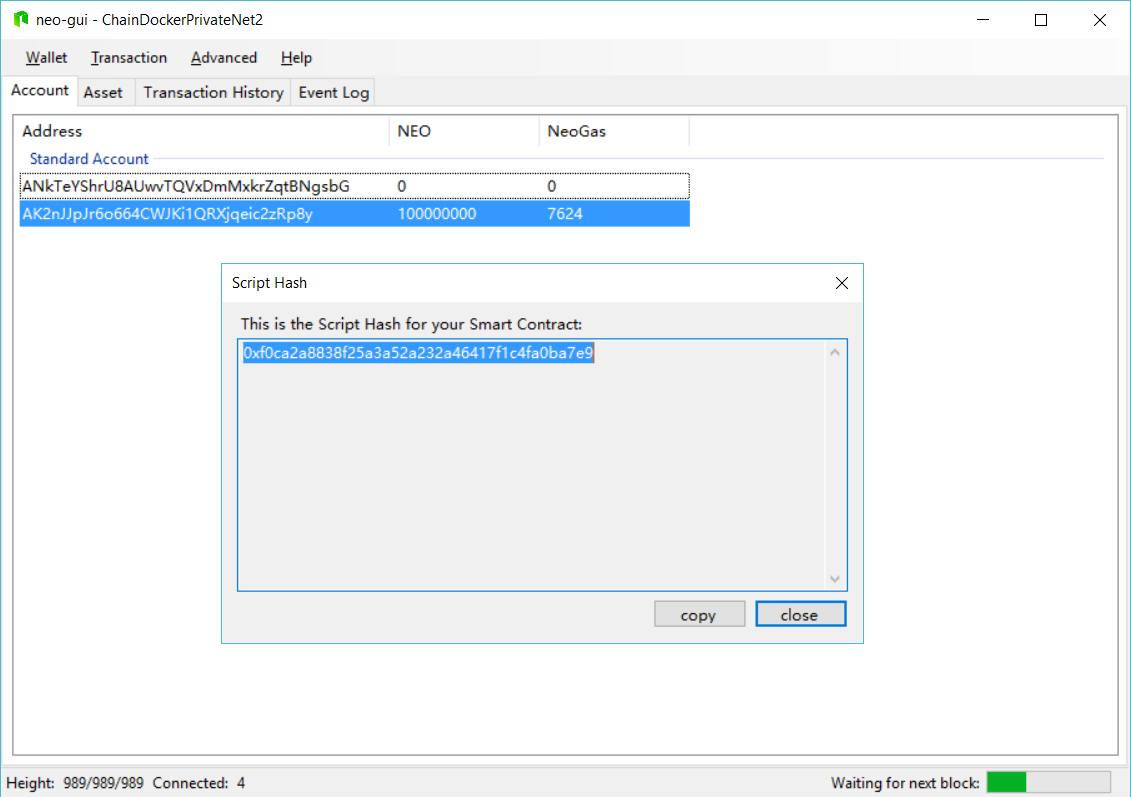 neo-gui - ChainDockerPrivateNet2
Wallet Transaction Advanced Help
Account Asset Transaction History Event Log
Address NEO NeoGas
Standard Account
ANkTeYShrU8AUwvTQVxDmMxkrZqtBNgsbG 0 0
AK2nJJpJr6o664CWJKi1QRXjqeic2zRp8y 100000000 7624
Script Hash
This is the Script Hash for your Smart Contract:
0xf0ca2a8838f25a3a52a232a46417f1c4fa0ba7e9
copy close
Height: 989/989/989 Connected: 4 Waiting for next block: